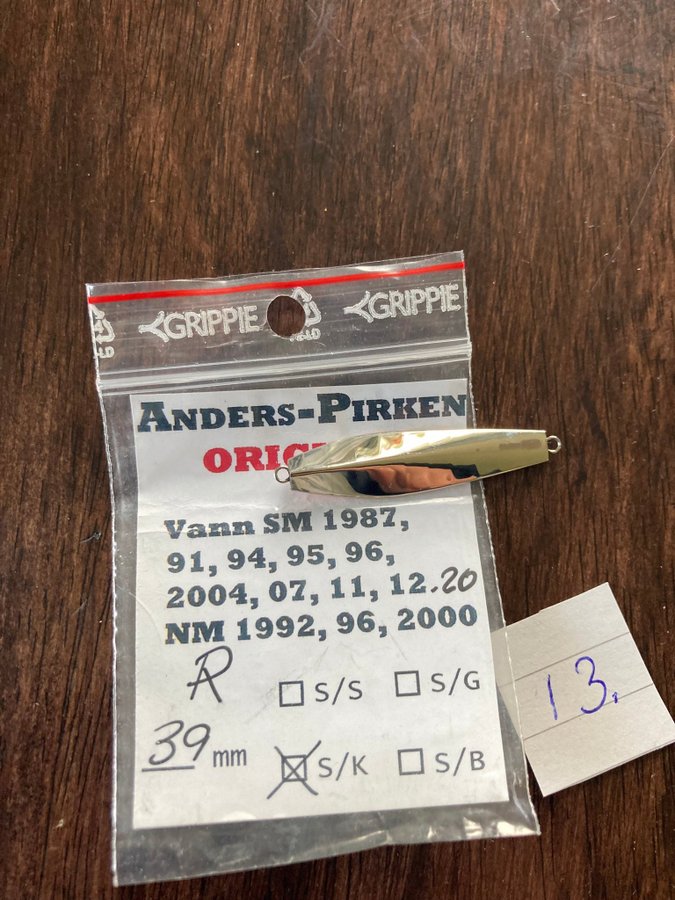 GRIPPIE GRIPPIE
ANDERS-PIRKEN
Vann SM 1987,
91, 94, 95, 96,
2004, 07, 11, 12.20
NM 1992, 96, 2000
R
S/S
S/G
39 mm
S/K
S/B
13.